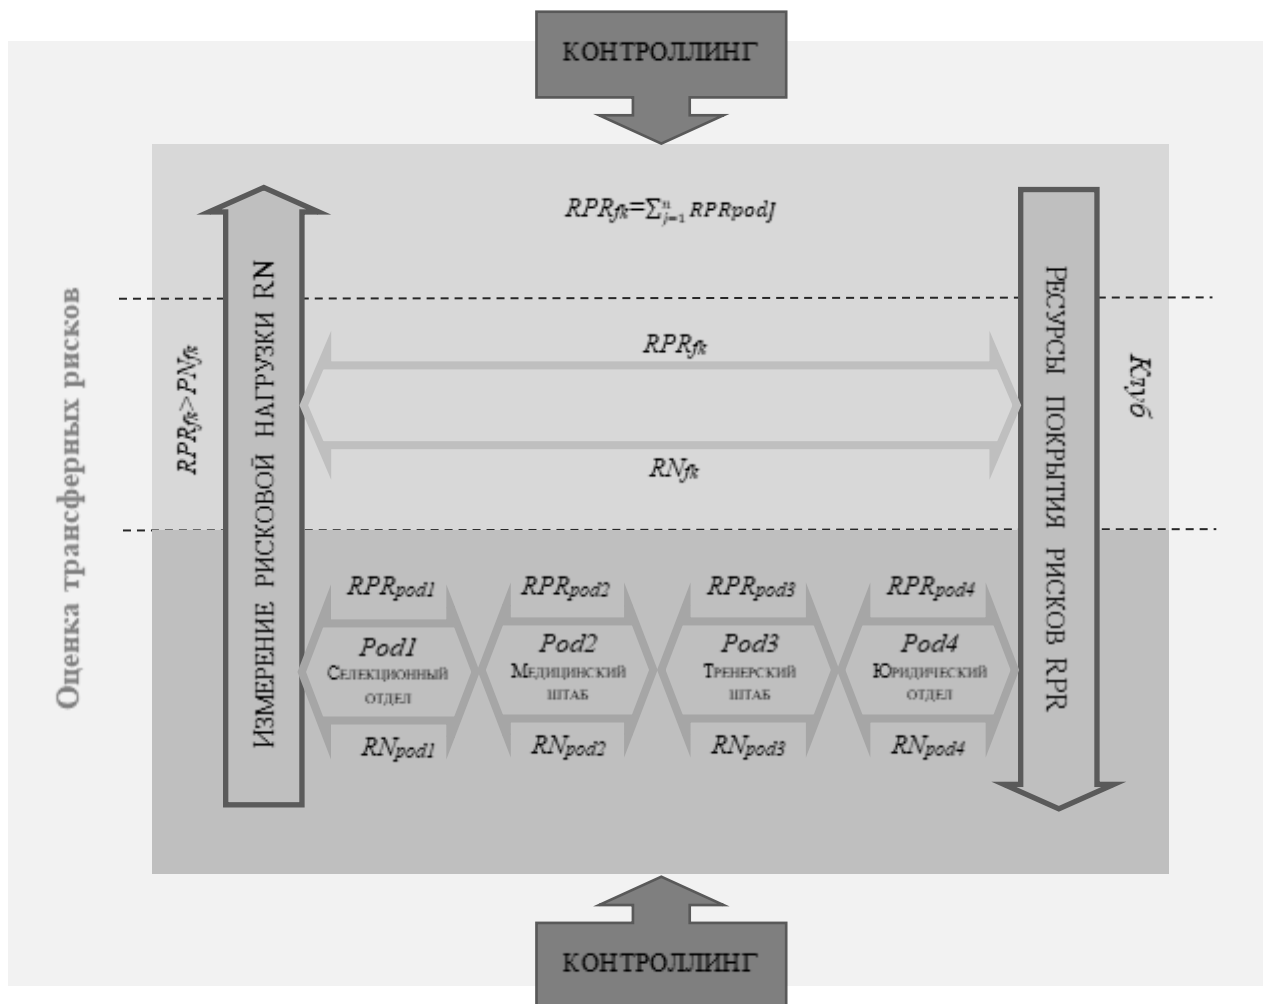 КОНТРОЛЛИНГ
RPRfk=∑ⁿj=1 RPRpodJ
Оценка трансферных рисков
RPRfk>PNfk
ИЗМЕРЕНИЕ РИСКОВОЙ НАГРУЗКИ RN
RPRfk
RNfk
РЕСУРСЫ ПОКРЫТИЯ РИСКОВ RPR
Клуб
RPRpod1 RPRpod2 RPRpod3 RPRpod4
Pod1 Pod2 Pod3 Pod4
СЕЛЕКЦИОННЫЙ МЕДИЦИНСКИЙ ТРЕНЕРСКИЙ ЮРИДИЧЕСКИЙ
ОТДЕЛ ШТАБ ШТАБ ОТДЕЛ
RNpod1 RNpod2 RNpod3 RNpod4
КОНТРОЛЛИНГ